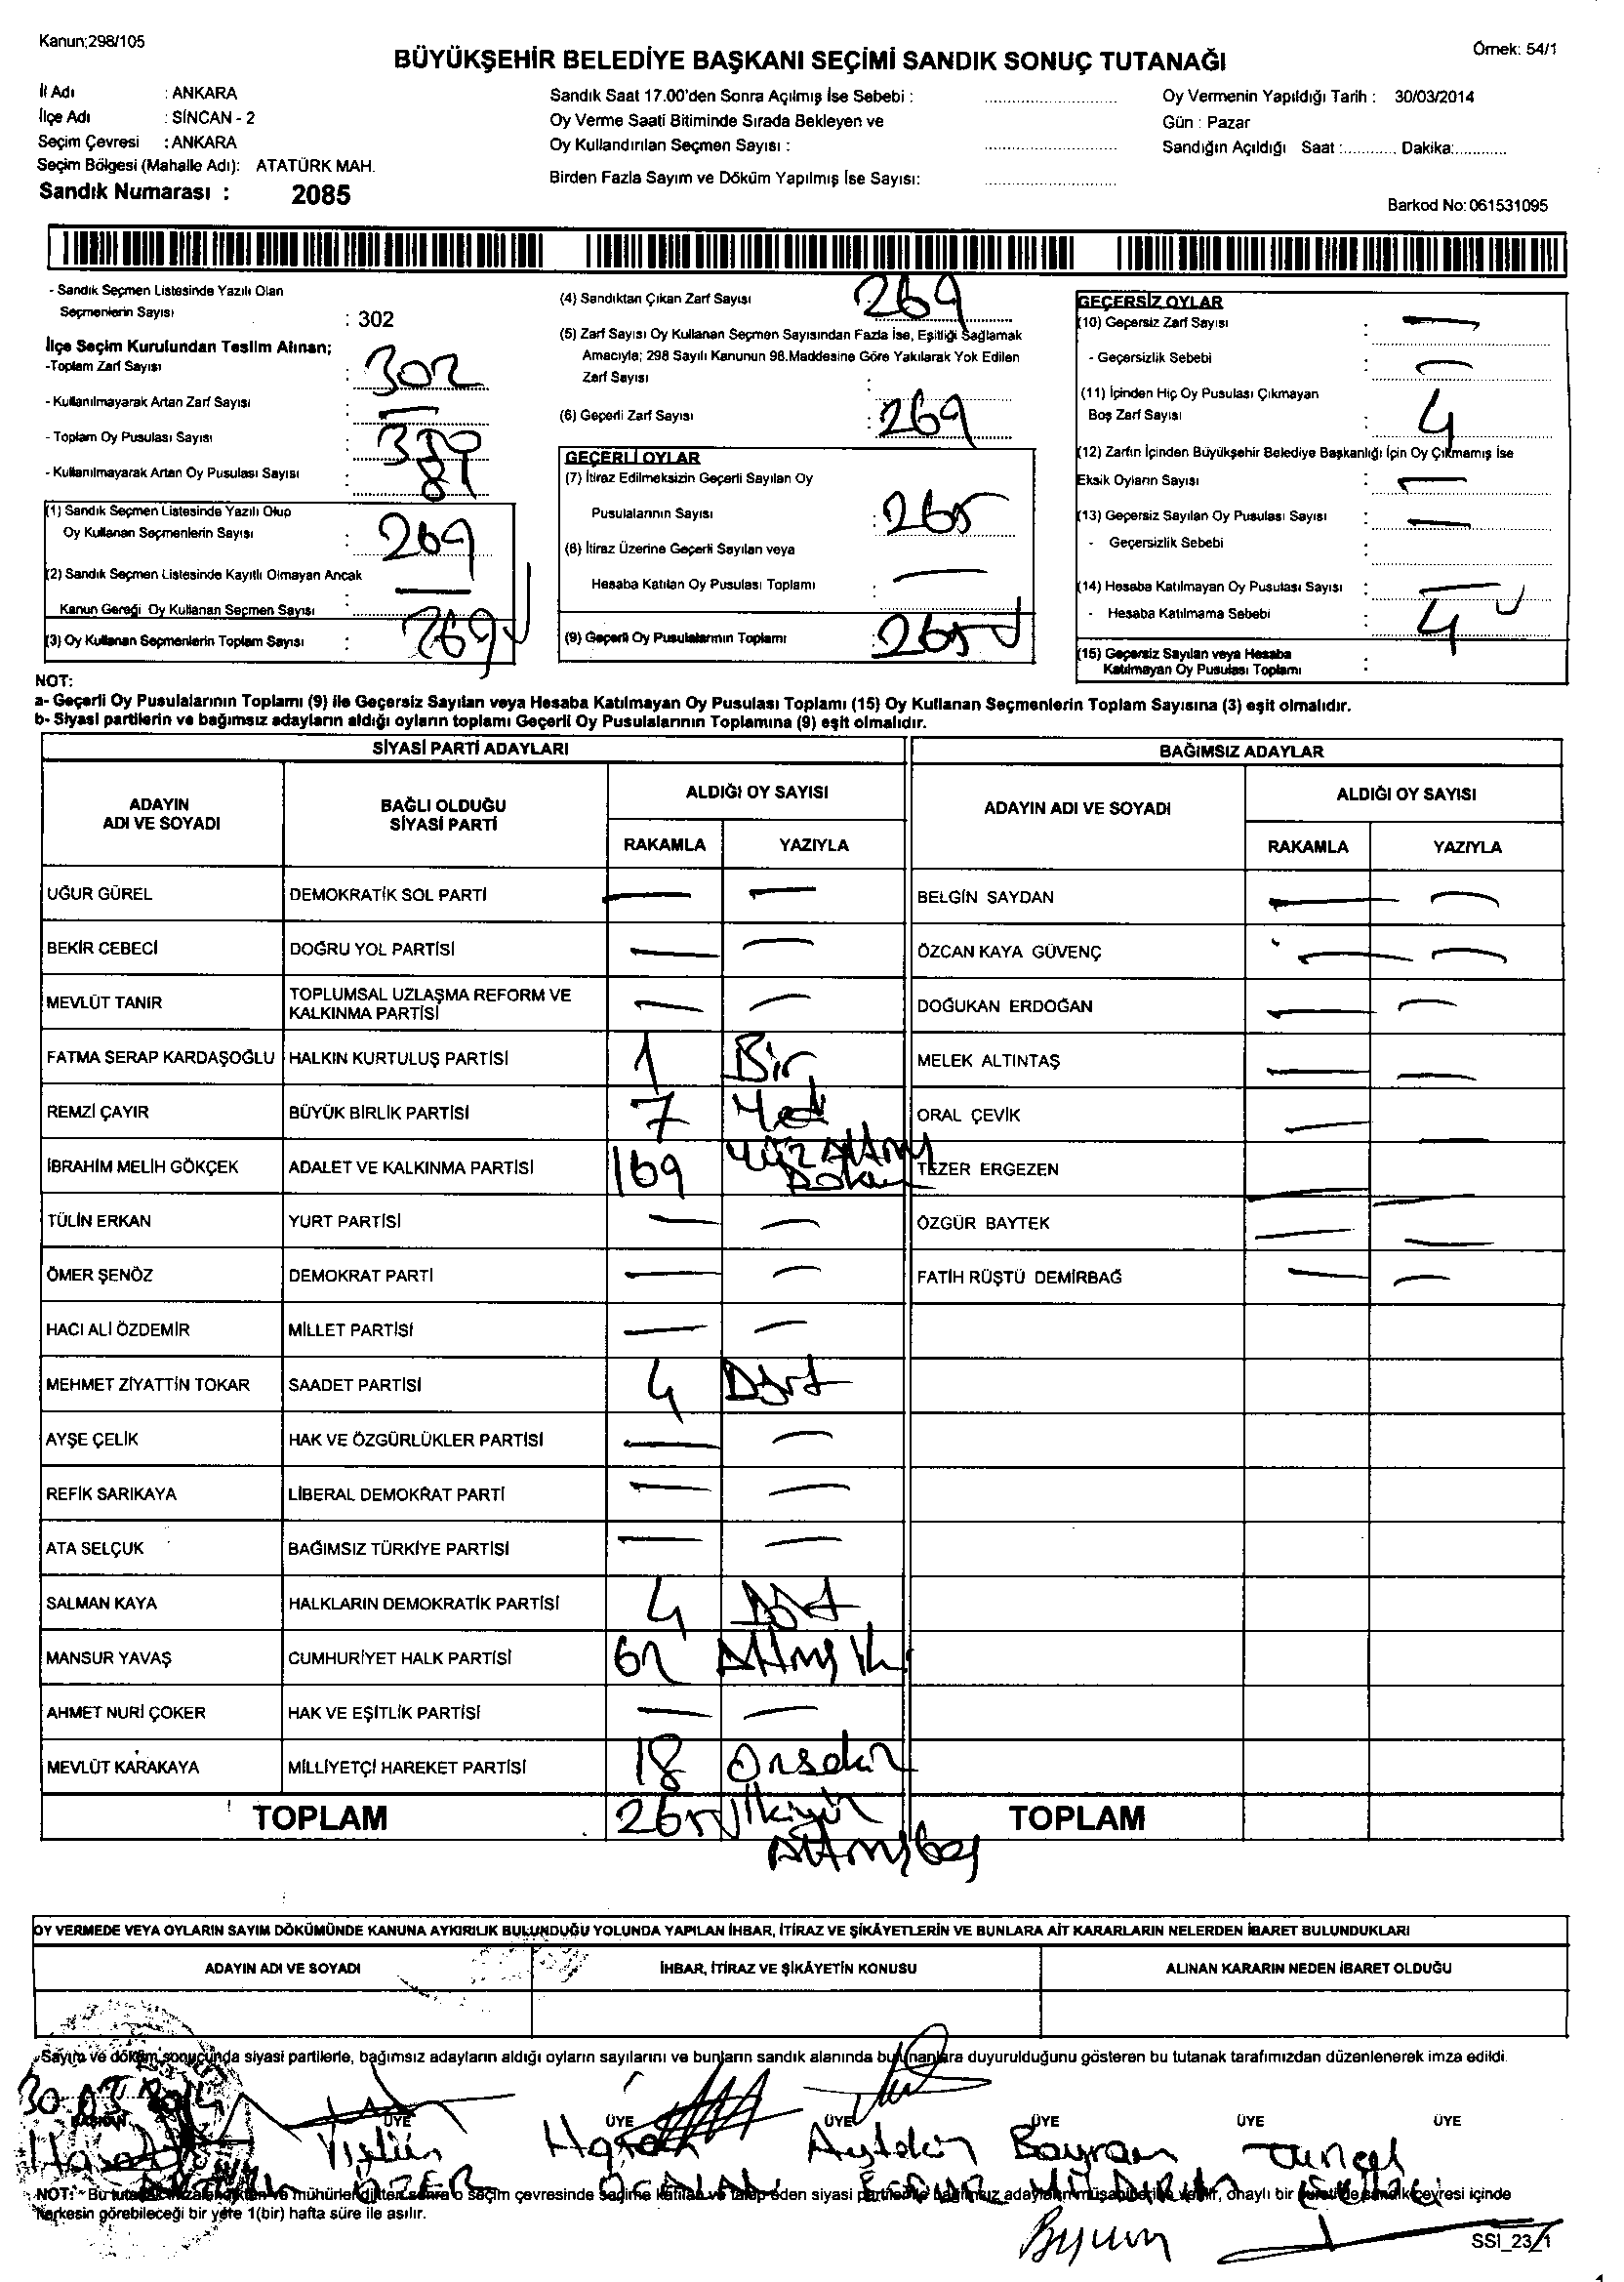 Kanun;298/105
Örnek: 54/1
BÜYÜKŞEHİR BELEDİYE BAŞKANI SEÇİMİ SANDIK SONUÇ TUTANAĞI
İl Adı : ANKARA
İlçe Adı : SİNCAN - 2
Seçim Çevresi : ANKARA
Seçim Bölgesi (Mahalle Adı): ATATÜRK MAH.
Sandık Numarası : 2085
Sandık Saat 17.00'den Sonra Açılmış İse Sebebi :
Oy Verme Saati Bitiminde Sırada Bekleyen ve
Oy Kullandırılan Seçmen Sayısı :
Birden Fazla Sayım ve Döküm Yapılmış İse Sayısı:
Oy Vermenin Yapıldığı Tarih : 30/03/2014
Gün : Pazar
Sandığın Açıldığı Saat :............ Dakika:............
Barkod No:061531095
- Sandık Seçmen Listesinde Yazılı Olan
Seçmenlerin Sayısı : 302
İlçe Seçim Kurulundan Teslim Alınan;
-Toplam Zarf Sayısı : 302
- Kullanılmayarak Artan Zarf Sayısı : —
- Toplam Oy Pusulası Sayısı :
- Kullanılmayarak Artan Oy Pusulası Sayısı : 89
(1) Sandık Seçmen Listesinde Yazılı Olup
Oy Kullanan Seçmenlerin Sayısı : 269
(2) Sandık Seçmen Listesinde Kayıtlı Olmayan Ancak
Kanun Gereği Oy Kullanan Seçmen Sayısı : —
(3) Oy Kullanan Seçmenlerin Toplam Sayısı : 269
(4) Sandıktan Çıkan Zarf Sayısı : 269
(5) Zarf Sayısı Oy Kullanan Seçmen Sayısından Fazla İse, Eşitliği Sağlamak
Amacıyla; 298 Sayılı Kanunun 98.Maddesine Göre Yakılarak Yok Edilen
Zarf Sayısı :
(6) Geçerli Zarf Sayısı : 269
GEÇERLİ OYLAR
(7) İtiraz Edilmeksizin Geçerli Sayılan Oy
Pusulalarının Sayısı : 265
(8) İtiraz Üzerine Geçerli Sayılan veya
Hesaba Katılan Oy Pusulası Toplamı : —
(9) Geçerli Oy Pusulalarının Toplamı : 265
GEÇERSİZ OYLAR
(10) Geçersiz Zarf Sayısı : —
- Geçersizlik Sebebi : —
(11) İçinden Hiç Oy Pusulası Çıkmayan
Boş Zarf Sayısı : 4
(12) Zarfın İçinden Büyükşehir Belediye Başkanlığı İçin Oy Çıkmamış İse
Eksik Oyların Sayısı : —
(13) Geçersiz Sayılan Oy Pusulası Sayısı : —
- Geçersizlik Sebebi :
(14) Hesaba Katılmayan Oy Pusulası Sayısı : —
- Hesaba Katılmama Sebebi : 4
(15) Geçersiz Sayılan veya Hesaba
Katılmayan Oy Pusulası Toplamı :
NOT:
a- Geçerli Oy Pusulalarının Toplamı (9) ile Geçersiz Sayılan veya Hesaba Katılmayan Oy Pusulası Toplamı (15) Oy Kullanan Seçmenlerin Toplam Sayısına (3) eşit olmalıdır.
b- Siyasi partilerin ve bağımsız adayların aldığı oyların toplamı Geçerli Oy Pusulalarının Toplamına (9) eşit olmalıdır.
SİYASİ PARTİ ADAYLARI
ADAYIN ADI VE SOYADI BAĞLI OLDUĞU SİYASİ PARTİ ALDIĞI OY SAYISI
RAKAMLA YAZIYLA
UĞUR GÜREL DEMOKRATİK SOL PARTİ — —
BEKİR CEBECİ DOĞRU YOL PARTİSİ — —
MEVLÜT TANIR TOPLUMSAL UZLAŞMA REFORM VE KALKINMA PARTİSİ — —
FATMA SERAP KARDAŞOĞLU HALKIN KURTULUŞ PARTİSİ 1 Bir
REMZİ ÇAYIR BÜYÜK BİRLİK PARTİSİ 7 Yedi
İBRAHİM MELİH GÖKÇEK ADALET VE KALKINMA PARTİSİ 169 Yüz Altmış Dokuz
TÜLİN ERKAN YURT PARTİSİ — —
ÖMER ŞENÖZ DEMOKRAT PARTİ — —
HACI ALİ ÖZDEMİR MİLLET PARTİSİ — —
MEHMET ZİYATTİN TOKAR SAADET PARTİSİ 4 Dört
AYŞE ÇELİK HAK VE ÖZGÜRLÜKLER PARTİSİ — —
REFİK SARIKAYA LİBERAL DEMOKRAT PARTİ — —
ATA SELÇUK BAĞIMSIZ TÜRKİYE PARTİSİ — —
SALMAN KAYA HALKLARIN DEMOKRATİK PARTİSİ 4 Dört
MANSUR YAVAŞ CUMHURİYET HALK PARTİSİ 62 Altmış İki
AHMET NURİ ÇOKER HAK VE EŞİTLİK PARTİSİ — —
MEVLÜT KARAKAYA MİLLİYETÇİ HAREKET PARTİSİ 18 Onsekiz
TOPLAM 265 İkiyüz Altmışbeş
BAĞIMSIZ ADAYLAR
ADAYIN ADI VE SOYADI ALDIĞI OY SAYISI
RAKAMLA YAZIYLA
BELGİN SAYDAN — —
ÖZCAN KAYA GÜVENÇ — —
DOĞUKAN ERDOĞAN — —
MELEK ALTINTAŞ — —
ORAL ÇEVİK — —
TEZER ERGEZEN — —
ÖZGÜR BAYTEK — —
FATİH RÜŞTÜ DEMİRBAĞ — —
TOPLAM
OY VERMEDE VEYA OYLARIN SAYIM DÖKÜMÜNDE KANUNA AYKIRILIK BULUNDUĞU YOLUNDA YAPILAN İHBAR, İTİRAZ VE ŞİKÂYETLERİN VE BUNLARA AİT KARARLARIN NELERDEN İBARET BULUNDUKLARI
ADAYIN ADI VE SOYADI İHBAR, İTİRAZ VE ŞİKÂYETİN KONUSU ALINAN KARARIN NEDEN İBARET OLDUĞU
Sayım ve döküm sonucunda siyasi partilerle, bağımsız adayların aldığı oyların sayılarını ve bunların sandık alanında bulunanlara duyurulduğunu gösteren bu tutanak tarafımızdan düzenlenerek imza edildi.
30.03.2014
BAŞKAN ÜYE ÜYE ÜYE ÜYE ÜYE ÜYE
Hasan Aytekin Bayram Tuncel
ÖZER YILDIRIM
NOT: Bu tutanak imzalandıktan ve mühürlendikten sonra o seçim çevresinde seçime katılan ve talep eden siyasi partiler ile bağımsız adayların müşahitlerine verilir, onaylı bir sureti de sandık çevresi içinde
herkesin görebileceği bir yere 1(bir) hafta süre ile asılır.
SSI_23_1